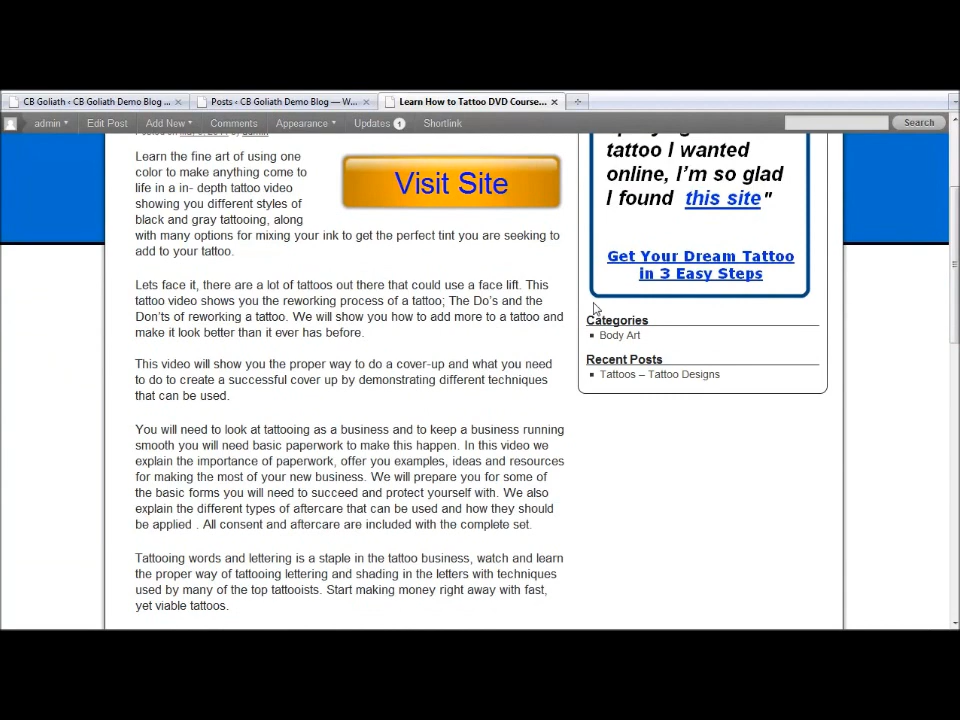 CB Goliath ‹ CB Goliath Demo Blog ...
Posts ‹ CB Goliath Demo Blog — W...
Learn How to Tattoo DVD Course...
admin
Edit Post
Add New
Comments
Appearance
Updates 1
Shortlink
Search
Learn the fine art of using one
color to make anything come to
life in a in- depth tattoo video
showing you different styles of
black and gray tattooing, along
with many options for mixing your ink to get the perfect tint you are seeking to
add to your tattoo.
Visit Site
Lets face it, there are a lot of tattoos out there that could use a face lift. This
tattoo video shows you the reworking process of a tattoo; The Do's and the
Don'ts of reworking a tattoo. We will show you how to add more to a tattoo and
make it look better than it ever has before.
This video will show you the proper way to do a cover-up and what you need
to do to create a successful cover up by demonstrating different techniques
that can be used.
You will need to look at tattooing as a business and to keep a business running
smooth you will need basic paperwork to make this happen. In this video we
explain the importance of paperwork, offer you examples, ideas and resources
for making the most of your new business. We will prepare you for some of
the basic forms you will need to succeed and protect yourself with. We also
explain the different types of aftercare that can be used and how they should
be applied . All consent and aftercare are included with the complete set.
Tattooing words and lettering is a staple in the tattoo business, watch and learn
the proper way of tattooing lettering and shading in the letters with techniques
used by many of the top tattooists. Start making money right away with fast,
yet viable tattoos.
tattoo I wanted
online, I'm so glad
I found this site"
Get Your Dream Tattoo
in 3 Easy Steps
Categories
Body Art
Recent Posts
Tattoos – Tattoo Designs